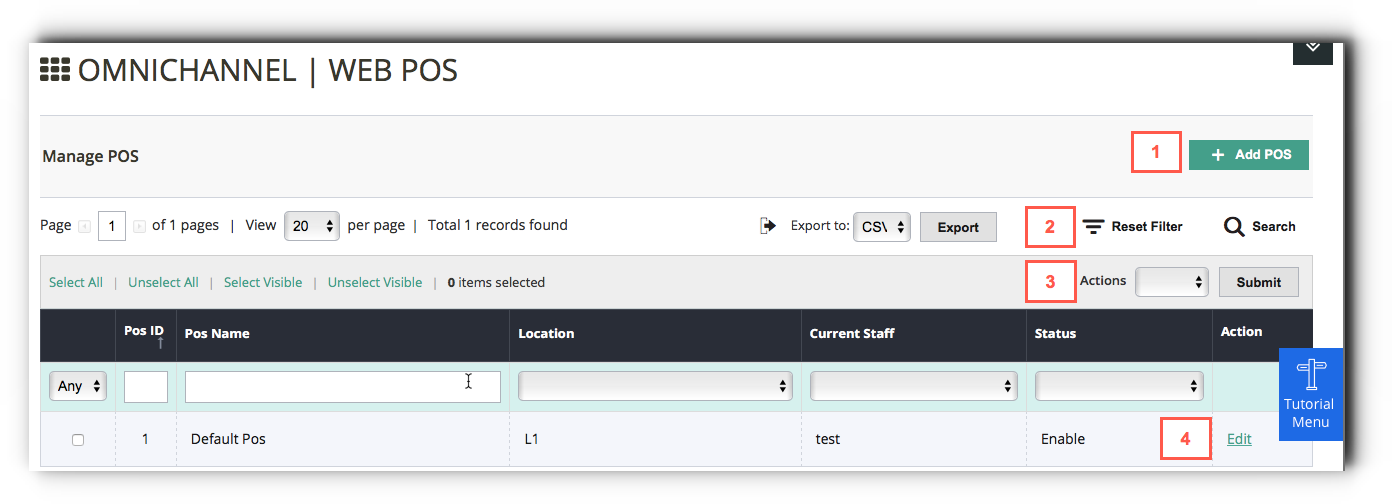 OMNICHANNEL | WEB POS
Manage POS
1
+ Add POS
Page 1 of 1 pages | View 20 per page | Total 1 records found
Export to: CSV Export
2
Reset Filter
Search
Select All | Unselect All | Select Visible | Unselect Visible | 0 items selected
3
Actions Submit
Pos ID Pos Name Location Current Staff Status Action
Any
1 Default Pos L1 test Enable 4 Edit
Tutorial
Menu